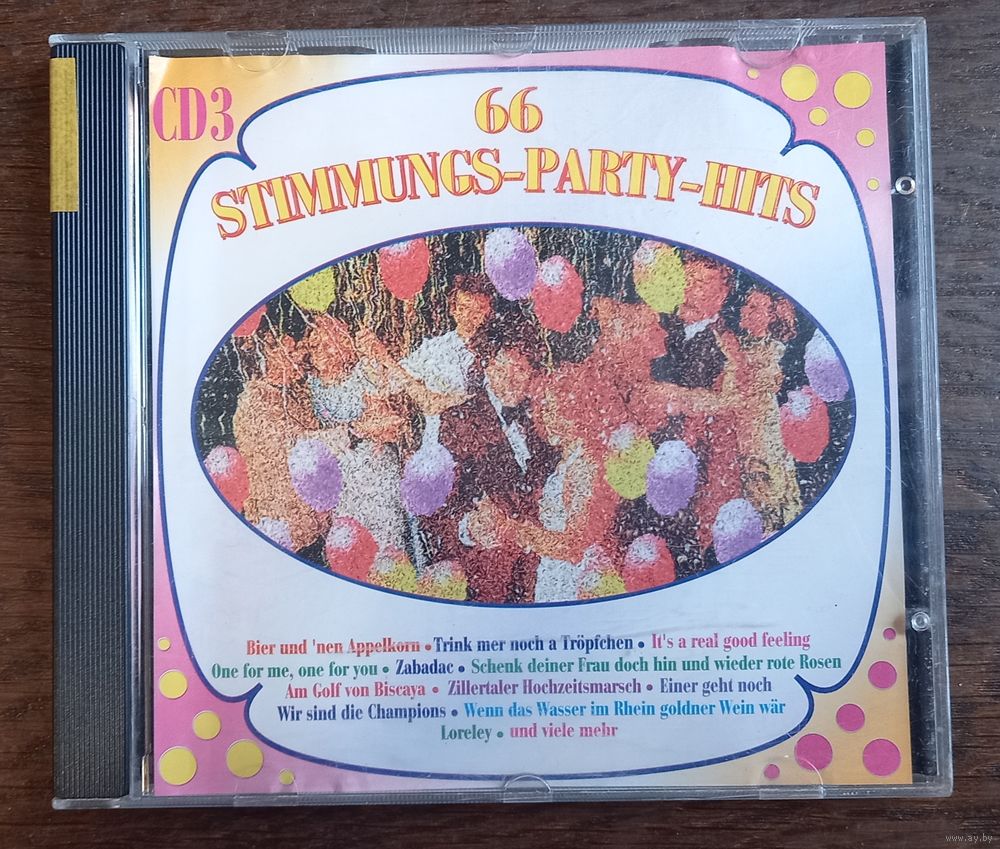 CD3
66
STIMMUNGS-PARTY-HITS
Bier und 'nen Appelkorn • Trink mer noch a Tröpfchen • It's a real good feeling
One for me, one for you • Zabadac • Schenk deiner Frau doch hin und wieder rote Rosen
Am Golf von Biscaya • Zillertaler Hochzeitsmarsch • Einer geht noch
Wir sind die Champions • Wenn das Wasser im Rhein goldner Wein wär
Loreley • und viele mehr
www.ay.by